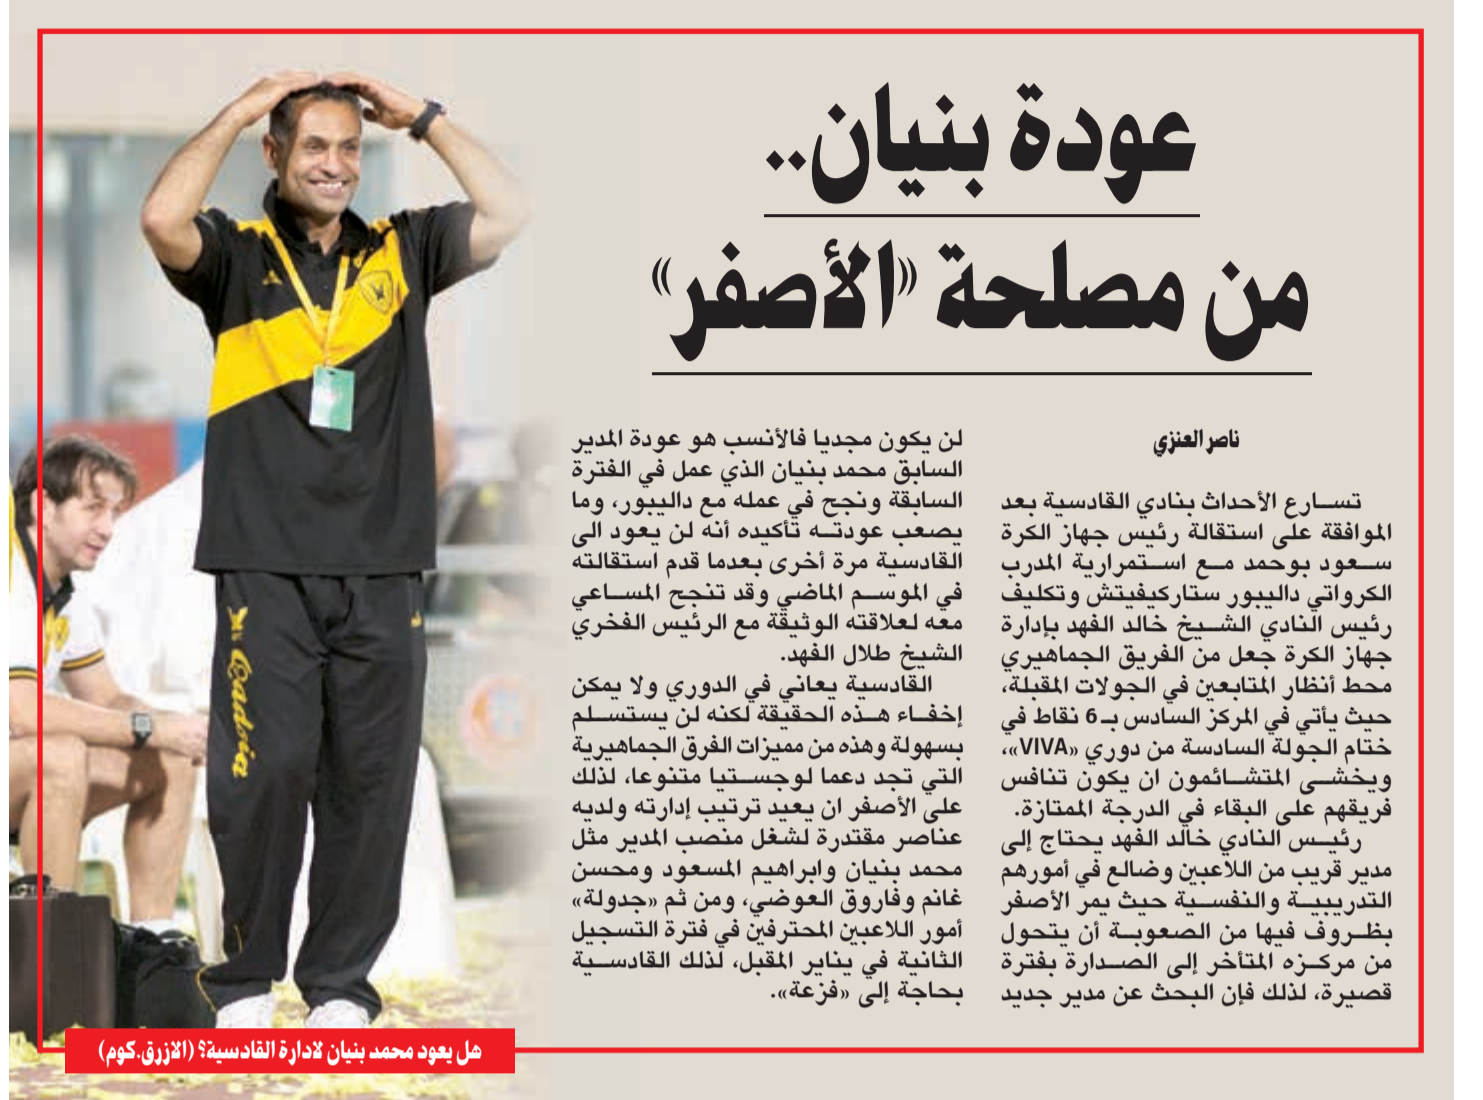 عودة بنيان..
من مصلحة «الأصفر»
ناصر العنزي
تسارع الأحداث بنادي القادسية بعد
الموافقة على استقالة رئيس جهاز الكرة
سعود بوحمد مع استمرارية المدرب
الكرواتي داليبور ستاركيفيتش وتكليف
رئيس النادي الشيخ خالد الفهد بإدارة
جهاز الكرة جعل من الفريق الجماهيري
محط أنظار المتابعين في الجولات المقبلة،
حيث يأتي في المركز السادس بـ 6 نقاط في
ختام الجولة السادسة من دوري «VIVA»،
ويخشى المتشائمون ان يكون تنافس
فريقهم على البقاء في الدرجة الممتازة.
رئيس النادي خالد الفهد يحتاج إلى
مدير قريب من اللاعبين وضالع في أمورهم
التدريبية والنفسية حيث يمر الأصفر
بظروف فيها من الصعوبة أن يتحول
من مركزه المتأخر إلى الصدارة بفترة
قصيرة، لذلك فإن البحث عن مدير جديد
لن يكون مجديا فالأنسب هو عودة المدير
السابق محمد بنيان الذي عمل في الفترة
السابقة ونجح في عمله مع داليبور، وما
يصعب عودته تأكيده أنه لن يعود الى
القادسية مرة أخرى بعدما قدم استقالته
في الموسم الماضي وقد تنجح المساعي
معه لعلاقته الوثيقة مع الرئيس الفخري
الشيخ طلال الفهد.
القادسية يعاني في الدوري ولا يمكن
إخفاء هذه الحقيقة لكنه لن يستسلم
بسهولة وهذه من مميزات الفرق الجماهيرية
التي تجد دعما لوجستيا متنوعا، لذلك
على الأصفر ان يعيد ترتيب إدارته ولديه
عناصر مقتدرة لشغل منصب المدير مثل
محمد بنيان وابراهيم المسعود ومحسن
غانم وفاروق العوضي، ومن ثم «جدولة»
أمور اللاعبين المحترفين في فترة التسجيل
الثانية في يناير المقبل، لذلك القادسية
بحاجة إلى «فزعة».
Cadsia
هل يعود محمد بنيان لادارة القادسية؟ (الازرق.كوم)